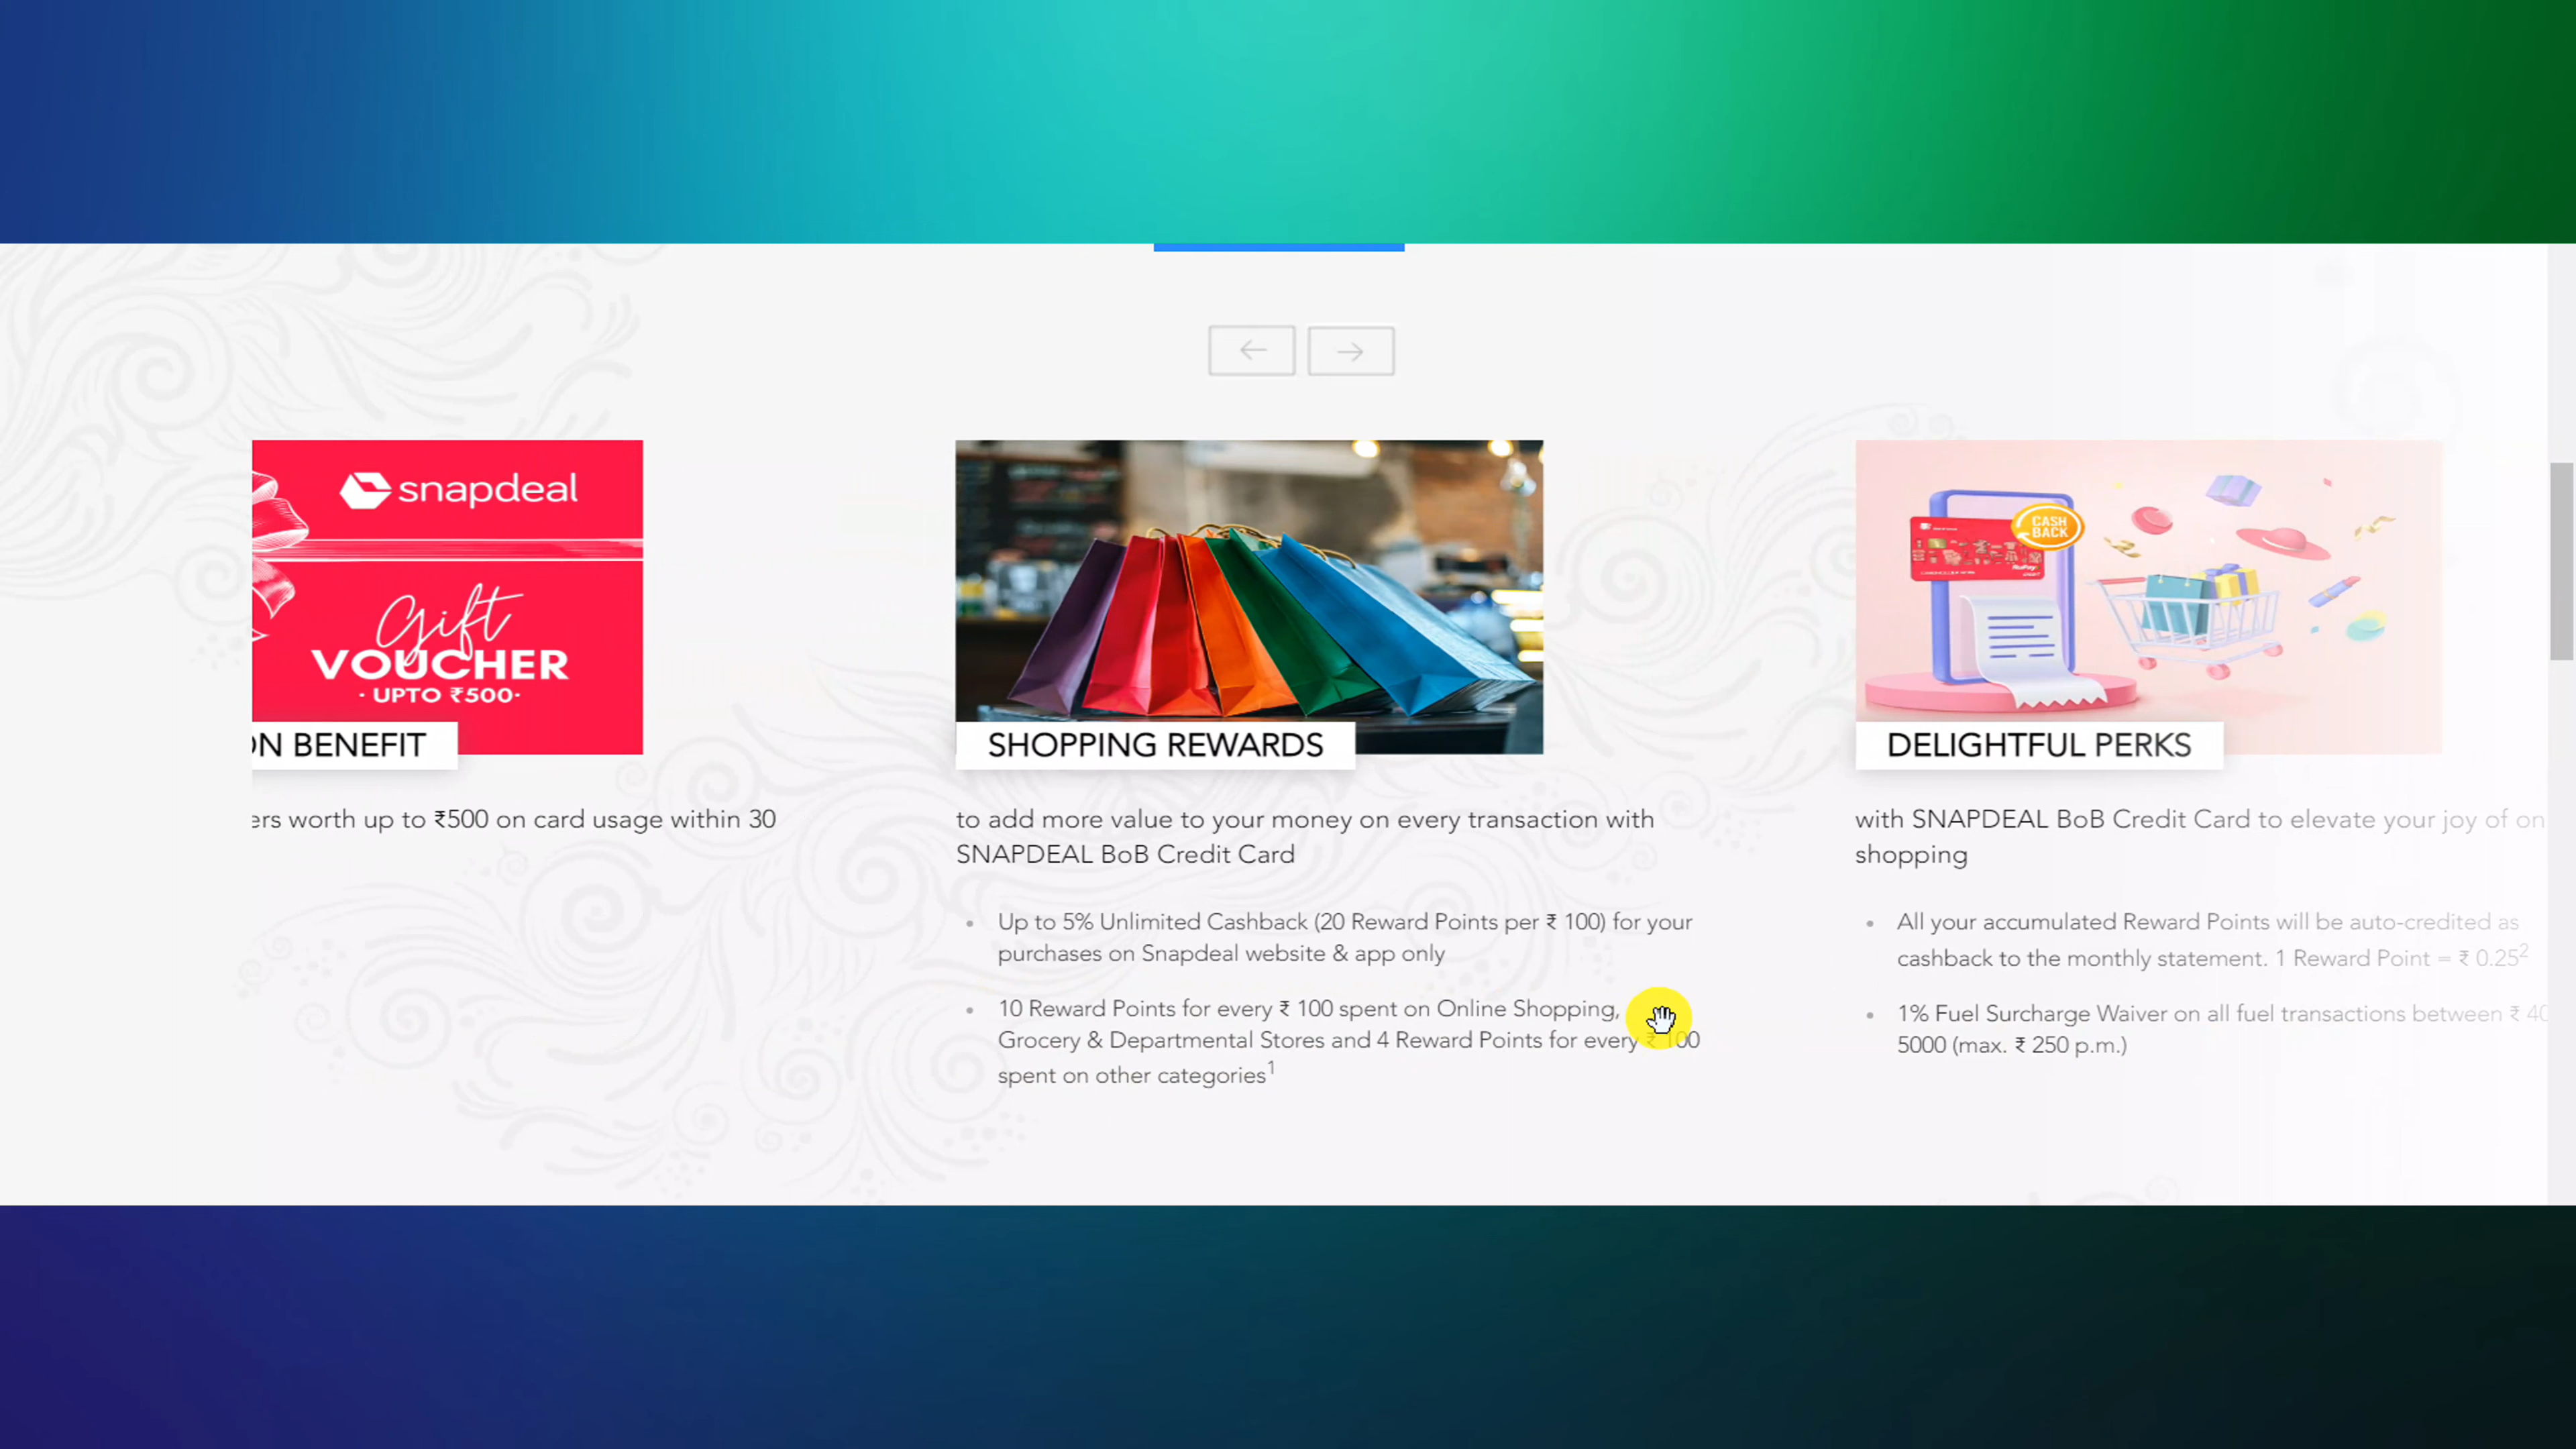 snapdeal
Gift
VOUCHER
· UPTO ₹500·
ON BENEFIT
worth up to ₹500 on card usage within 30
SHOPPING REWARDS
to add more value to your money on every transaction with
SNAPDEAL BoB Credit Card
• Up to 5% Unlimited Cashback (20 Reward Points per ₹ 100) for your
purchases on Snapdeal website & app only
• 10 Reward Points for every ₹ 100 spent on Online Shopping,
Grocery & Departmental Stores and 4 Reward Points for every ₹ 100
spent on other categories1
CASH
BACK
RuPay
DELIGHTFUL PERKS
with SNAPDEAL BoB Credit Card to elevate your joy of on
shopping
• All your accumulated Reward Points will be auto-credited as
cashback to the monthly statement. 1 Reward Point = ₹ 0.252
• 1% Fuel Surcharge Waiver on all fuel transactions between ₹
5000 (max. ₹ 250 p.m.)